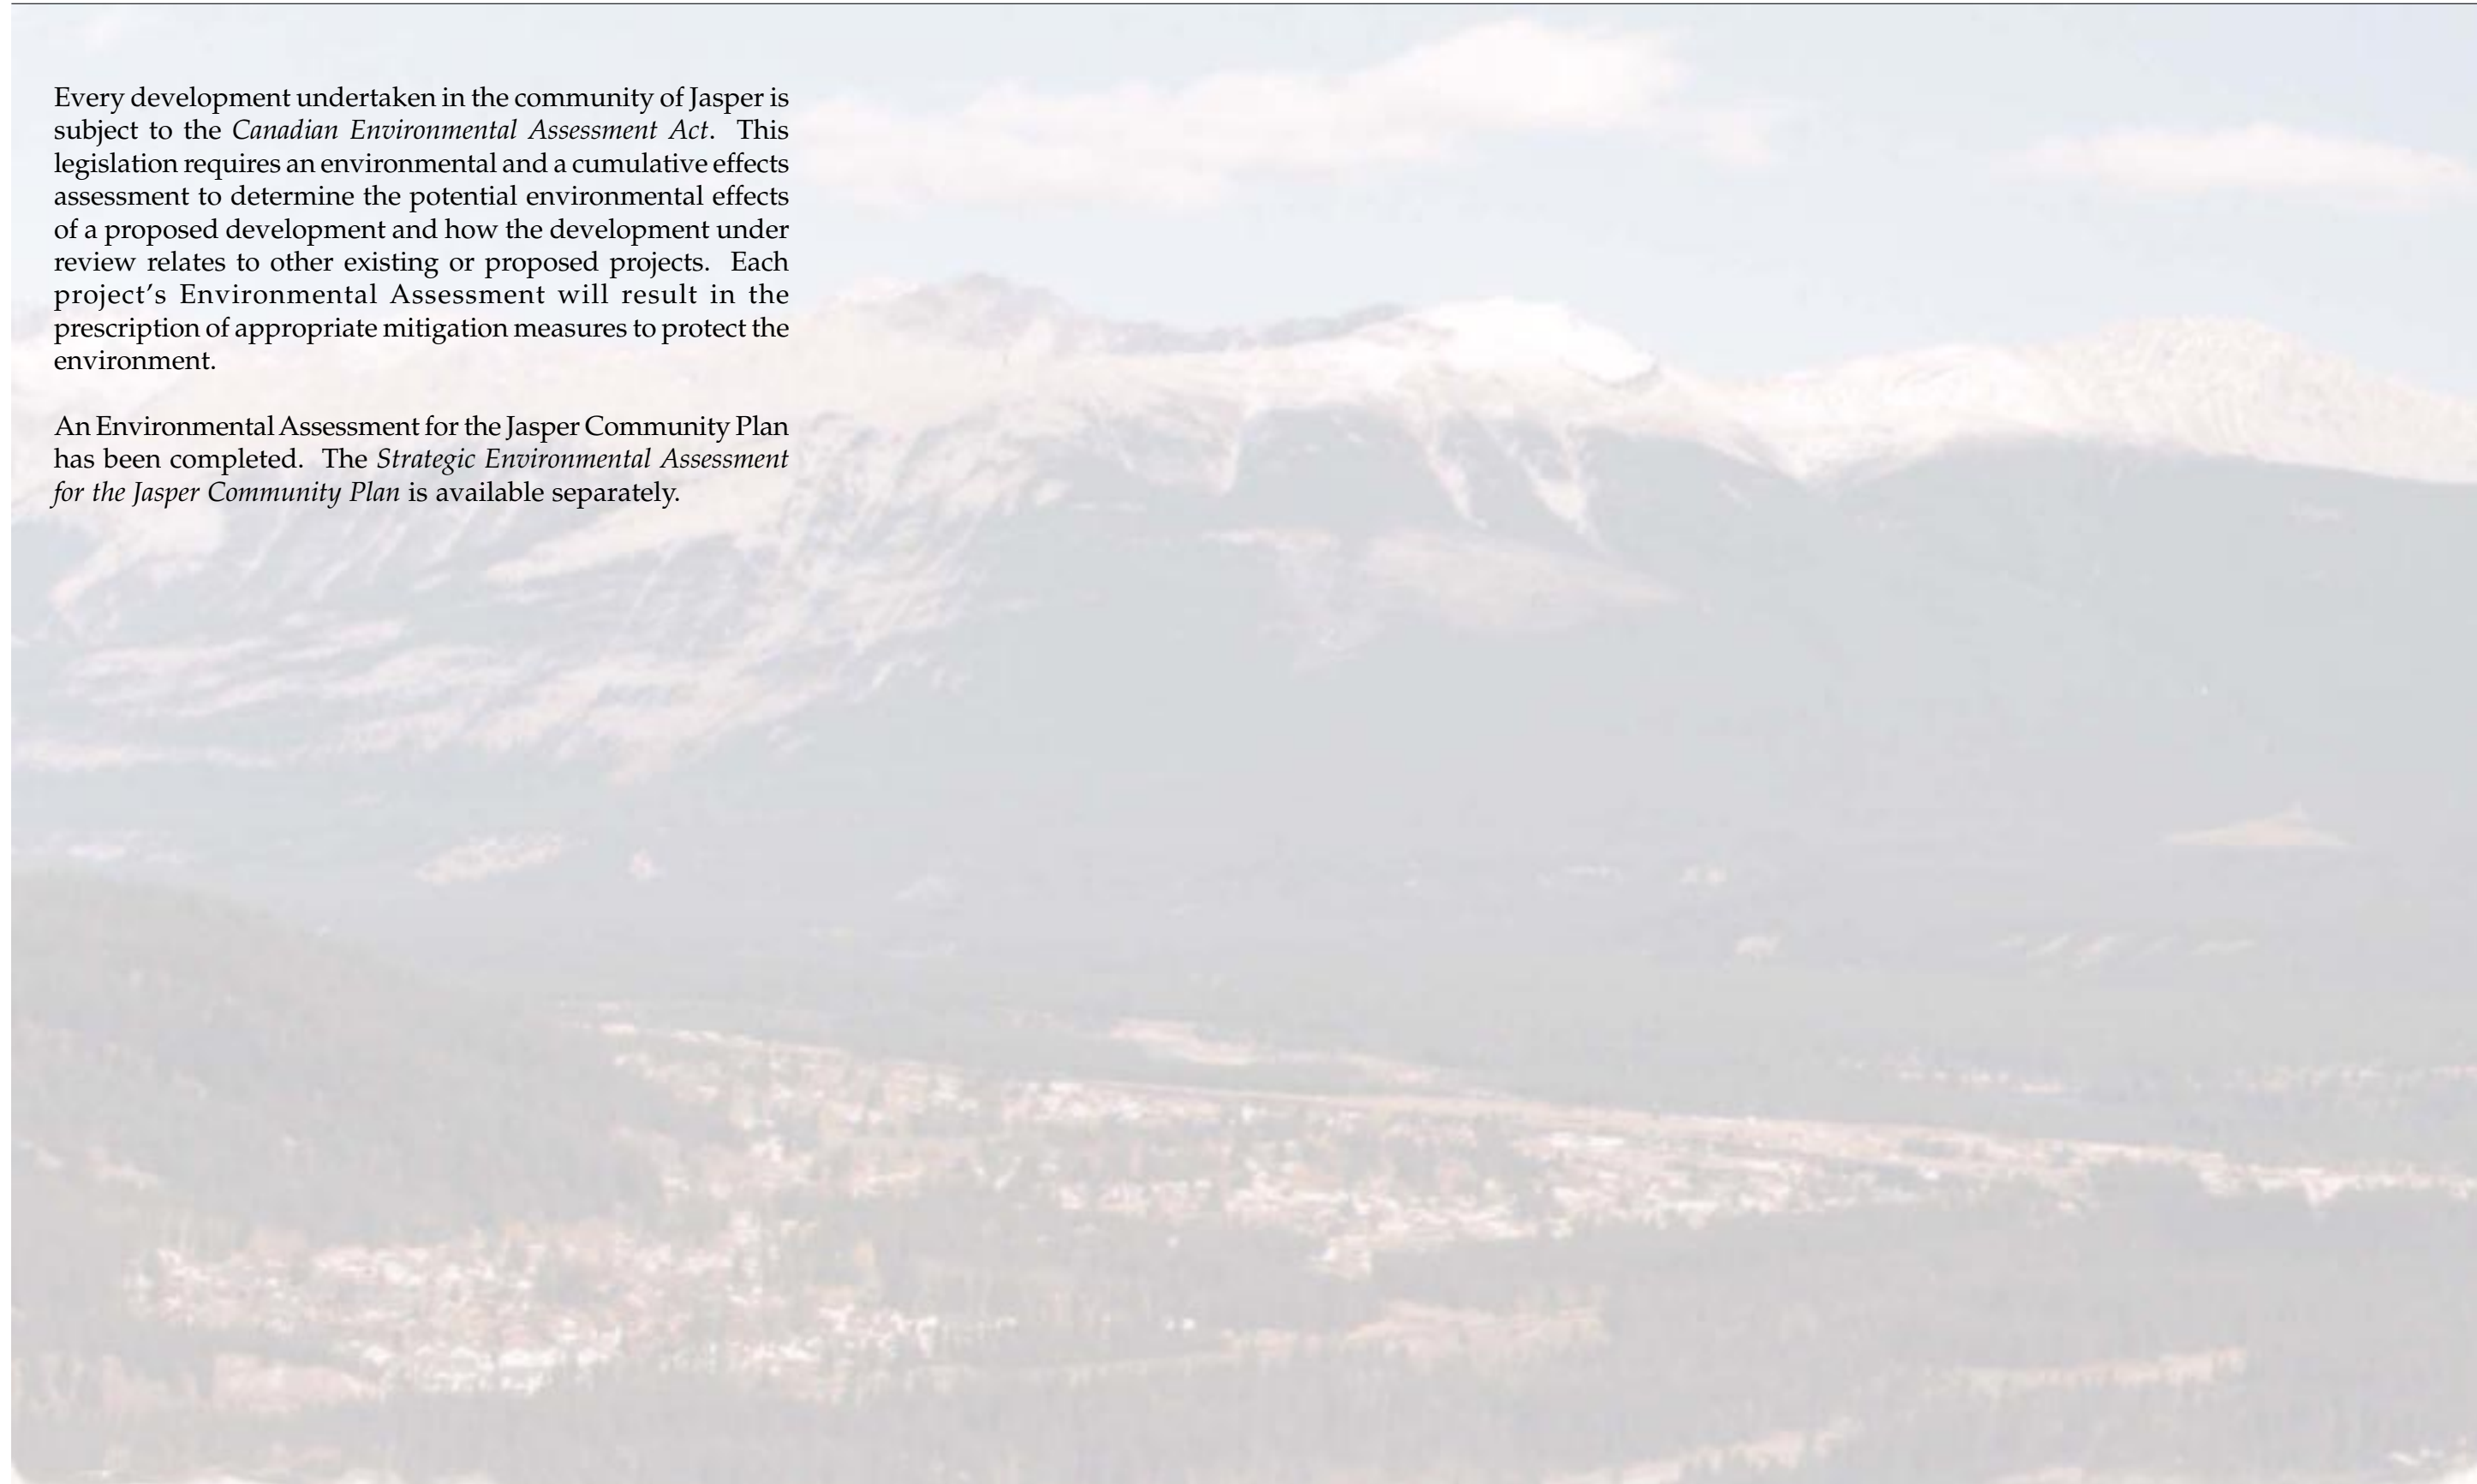 Every development undertaken in the community of Jasper is
subject to the Canadian Environmental Assessment Act. This
legislation requires an environmental and a cumulative effects
assessment to determine the potential environmental effects
of a proposed development and how the development under
review relates to other existing or proposed projects. Each
project's Environmental Assessment will result in the
prescription of appropriate mitigation measures to protect the
environment.
An Environmental Assessment for the Jasper Community Plan
has been completed. The Strategic Environmental Assessment
for the Jasper Community Plan is available separately.